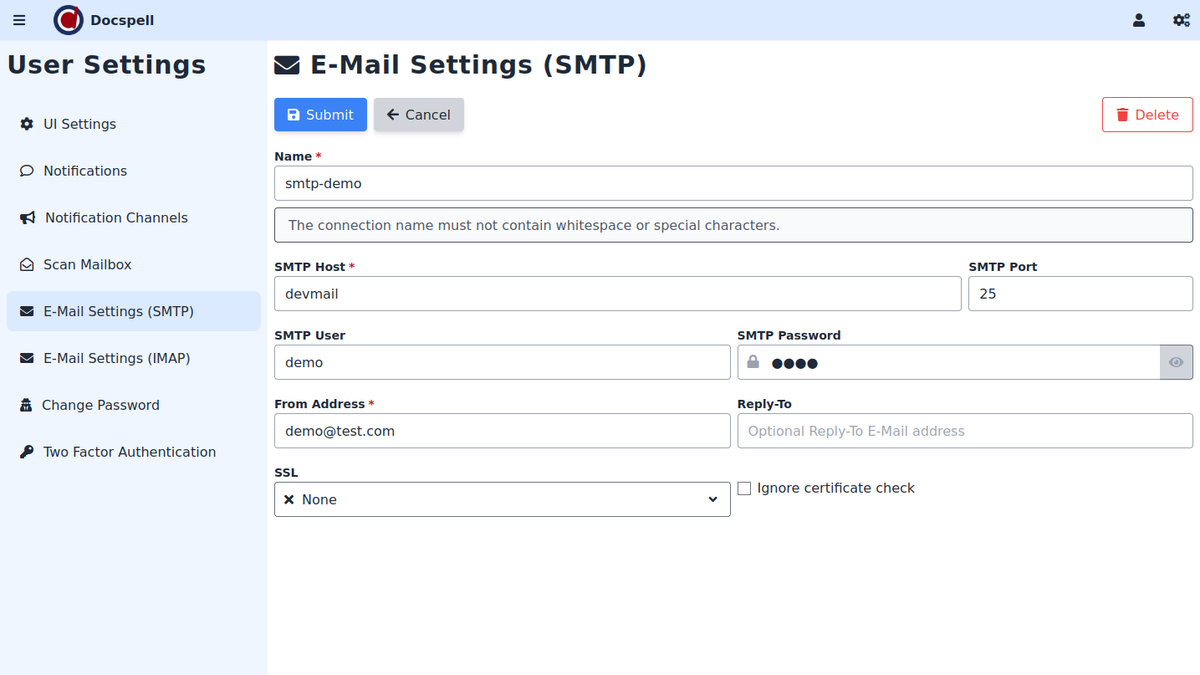 Docspell
User Settings
UI Settings
Notifications
Notification Channels
Scan Mailbox
E-Mail Settings (SMTP)
E-Mail Settings (IMAP)
Change Password
Two Factor Authentication
E-Mail Settings (SMTP)
Submit
Cancel
Delete
Name *
smtp-demo
The connection name must not contain whitespace or special characters.
SMTP Host *
SMTP Port
devmail
25
SMTP User
SMTP Password
demo
●●●●
From Address *
Reply-To
demo@test.com
Optional Reply-To E-Mail address
SSL
None
Ignore certificate check